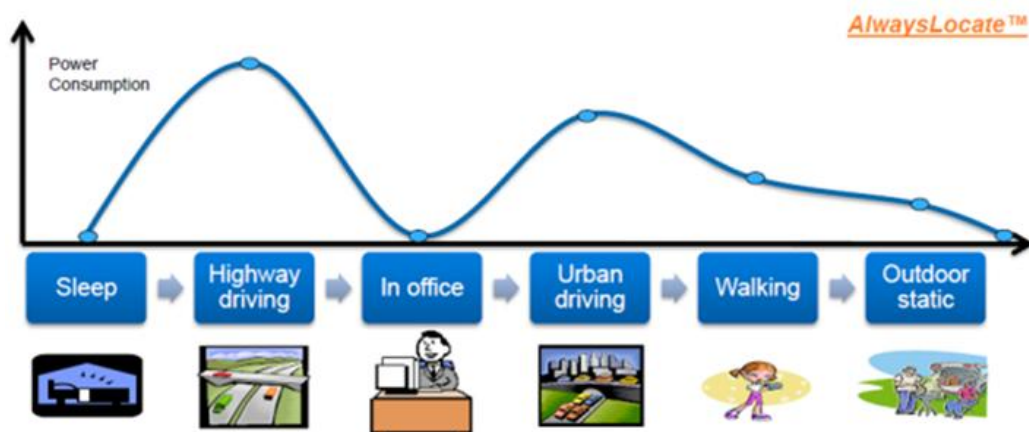 AlwaysLocate™
Power
Consumption
Sleep
Highway
driving
In office
Urban
driving
Walking
Outdoor
static